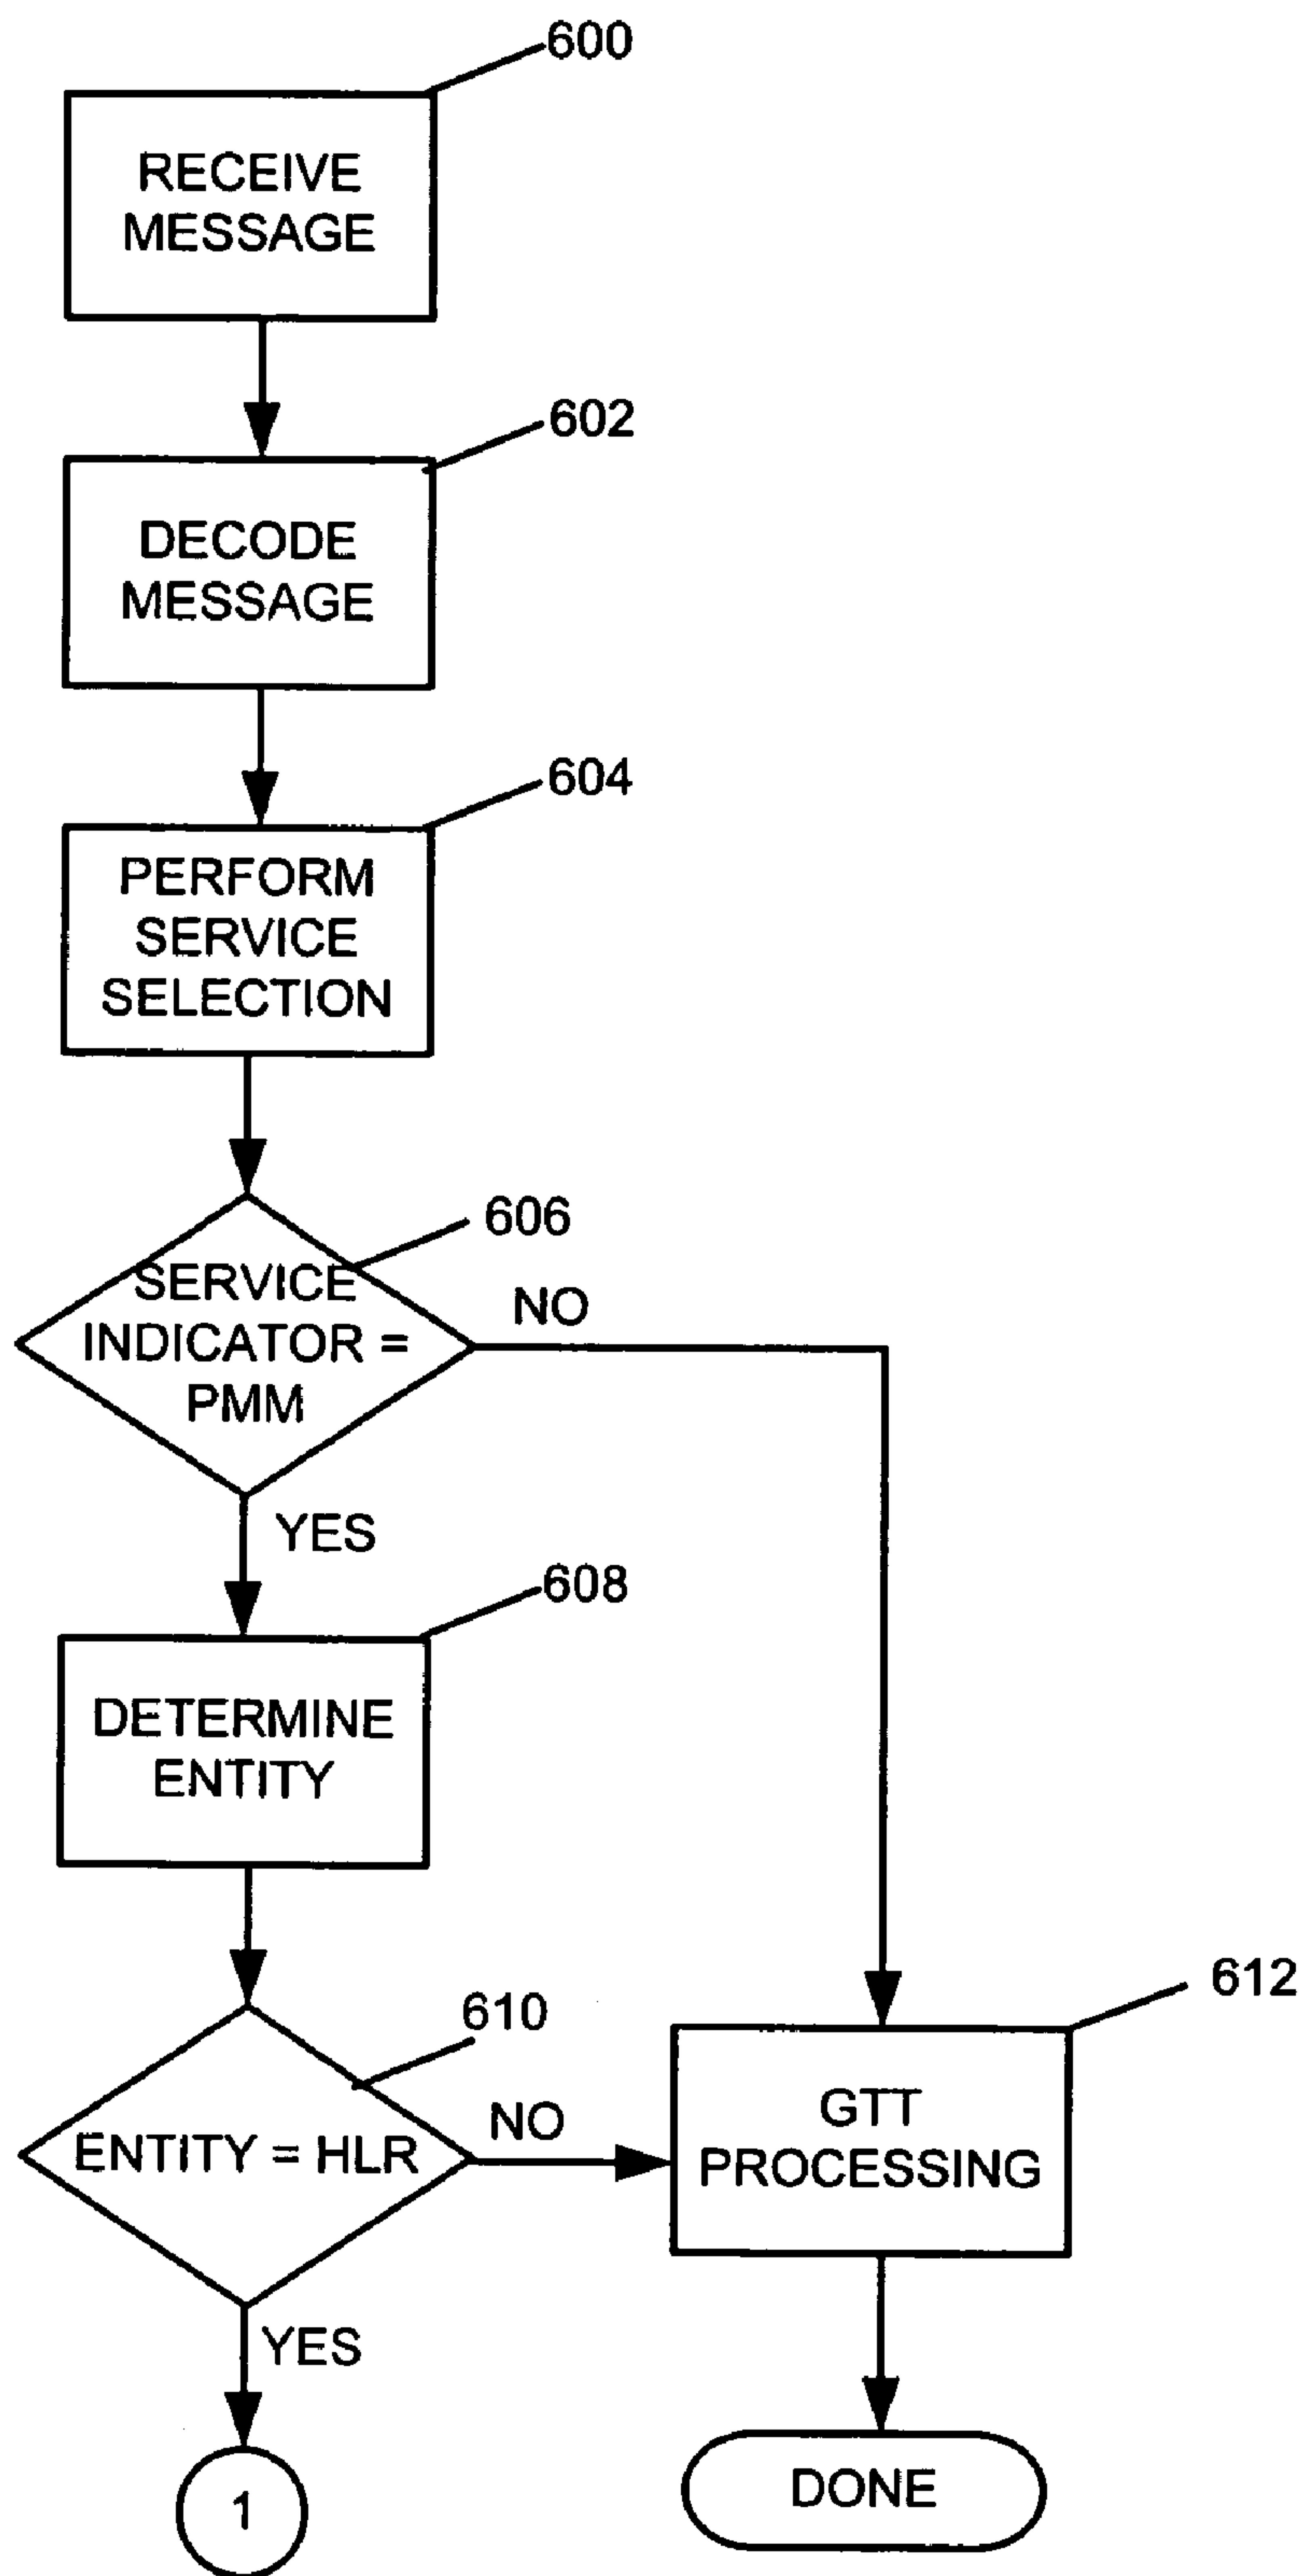 600
RECEIVE
MESSAGE
602
DECODE
MESSAGE
604
PERFORM
SERVICE
SELECTION
606
SERVICE
INDICATOR =
PMM
NO
YES
608
DETERMINE
ENTITY
610
ENTITY = HLR
NO
612
GTT
PROCESSING
YES
1
DONE